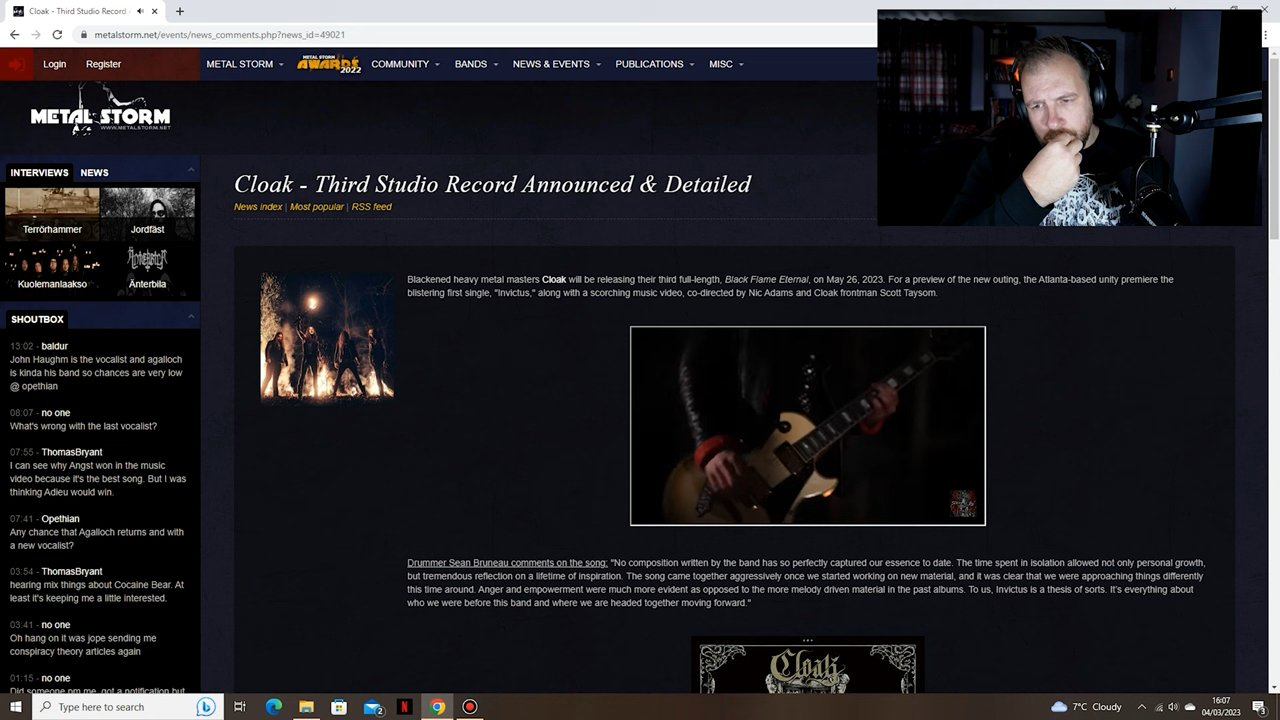 Cloak - Third Studio Record
metalstorm.net/events/news_comments.php?news_id=49021
Login Register
METAL STORM METAL STORM AWARDS 2022 COMMUNITY BANDS NEWS & EVENTS PUBLICATIONS MISC
METAL STORM
WWW.METALSTORM.NET
INTERVIEWS NEWS
Terrörhammer Jordfäst
Kuolemanlaakso Änterbila
SHOUTBOX
13:02 - baldur
John Haughm is the vocalist and agalloch
is kinda his band so chances are very low
@ opethian
08:07 - no one
What's wrong with the last vocalist?
07:55 - ThomasBryant
I can see why Angst won in the music
video because it's the best song. But I was
thinking Adieu would win.
07:41 - Opethian
Any chance that Agalloch returns and with
a new vocalist?
03:54 - ThomasBryant
hearing mix things about Cocaine Bear. At
least it's keeping me a little interested.
03:41 - no one
Oh hang on it was jope sending me
conspiracy theory articles again
01:15 - no one
Did someone pm me, got a notification but
Cloak - Third Studio Record Announced & Detailed
News index | Most popular | RSS feed
Blackened heavy metal masters Cloak will be releasing their third full-length, Black Flame Eternal, on May 26, 2023. For a preview of the new outing, the Atlanta-based unity premiere the
blistering first single, "Invictus," along with a scorching music video, co-directed by Nic Adams and Cloak frontman Scott Taysom.
Drummer Sean Bruneau comments on the song: "No composition written by the band has so perfectly captured our essence to date. The time spent in isolation allowed not only personal growth,
but tremendous reflection on a lifetime of inspiration. The song came together aggressively once we started working on new material, and it was clear that we were approaching things differently
this time around. Anger and empowerment were much more evident as opposed to the more melody driven material in the past albums. To us, Invictus is a thesis of sorts. It's everything about
who we were before this band and where we are headed together moving forward."
Cloak
Type here to search
7°C Cloudy
16:07
04/03/2023